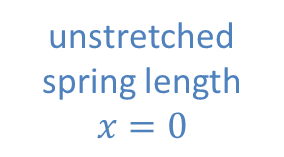 unstretched
spring length
x = 0